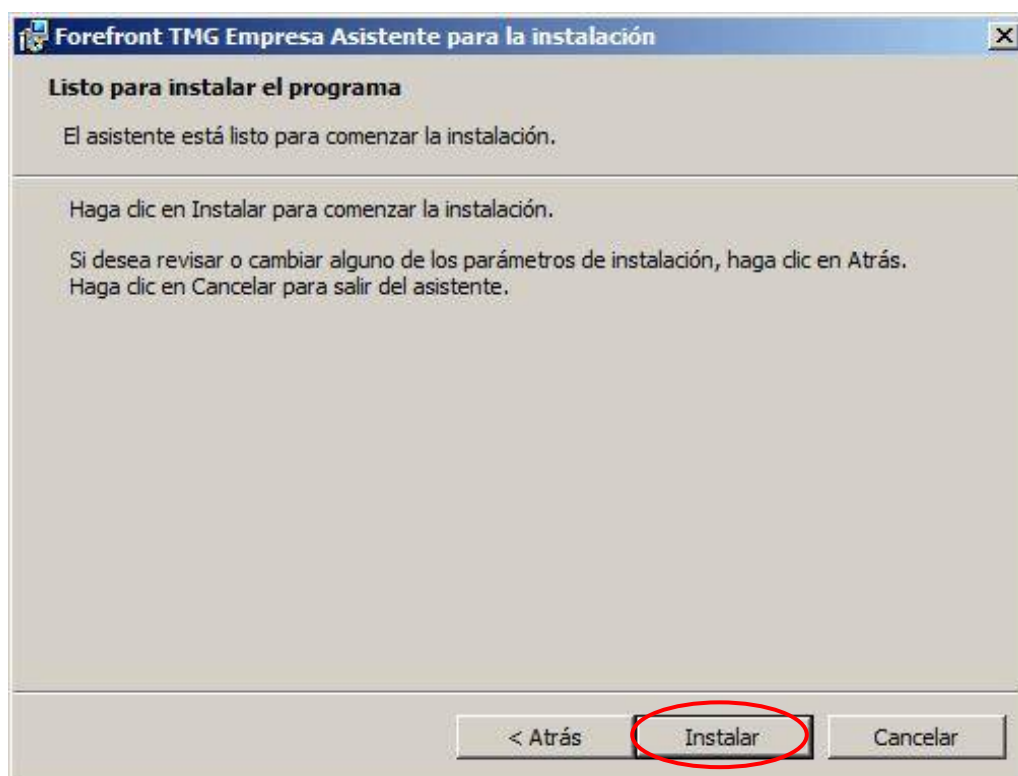 Forefront TMG Empresa Asistente para la instalación
Listo para instalar el programa
El asistente está listo para comenzar la instalación.
Haga clic en Instalar para comenzar la instalación.
Si desea revisar o cambiar alguno de los parámetros de instalación, haga clic en Atrás.
Haga clic en Cancelar para salir del asistente.
< Atrás
Instalar
Cancelar